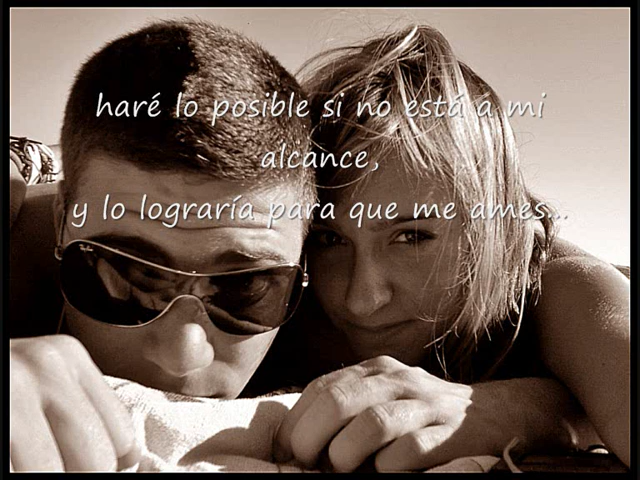 haré lo posible si no está a mi
alcance,
y lo lograría para que me ames...